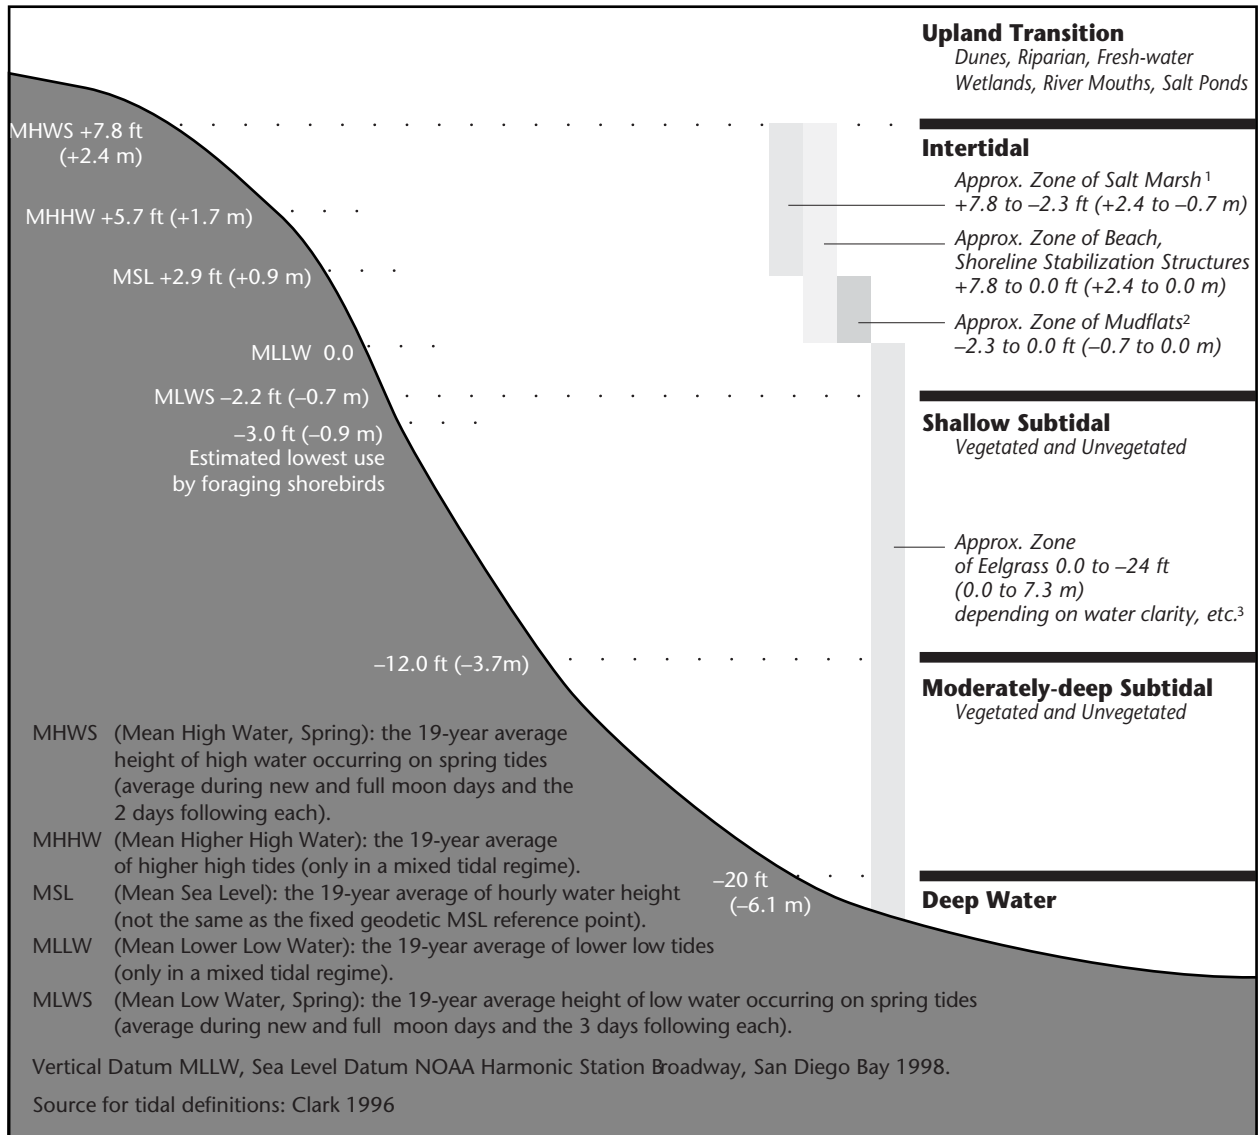 Upland Transition
Dunes, Riparian, Fresh-water
Wetlands, River Mouths, Salt Ponds
MHWS +7.8 ft
(+2.4 m)
Intertidal
Approx. Zone of Salt Marsh1
+7.8 to –2.3 ft (+2.4 to –0.7 m)
MHHW +5.7 ft (+1.7 m)
Approx. Zone of Beach,
Shoreline Stabilization Structures
+7.8 to 0.0 ft (+2.4 to 0.0 m)
MSL +2.9 ft (+0.9 m)
Approx. Zone of Mudflats2
–2.3 to 0.0 ft (–0.7 to 0.0 m)
MLLW 0.0
MLWS –2.2 ft (–0.7 m)
Shallow Subtidal
Vegetated and Unvegetated
–3.0 ft (–0.9 m)
Estimated lowest use
by foraging shorebirds
Approx. Zone
of Eelgrass 0.0 to –24 ft
(0.0 to 7.3 m)
depending on water clarity, etc.3
–12.0 ft (–3.7m)
Moderately-deep Subtidal
Vegetated and Unvegetated
–20 ft
(–6.1 m)
Deep Water
MHWS (Mean High Water, Spring): the 19-year average
height of high water occurring on spring tides
(average during new and full moon days and the
2 days following each).
MHHW (Mean Higher High Water): the 19-year average
of higher high tides (only in a mixed tidal regime).
MSL (Mean Sea Level): the 19-year average of hourly water height
(not the same as the fixed geodetic MSL reference point).
MLLW (Mean Lower Low Water): the 19-year average of lower low tides
(only in a mixed tidal regime).
MLWS (Mean Low Water, Spring): the 19-year average height of low water occurring on spring tides
(average during new and full moon days and the 3 days following each).
Vertical Datum MLLW, Sea Level Datum NOAA Harmonic Station Broadway, San Diego Bay 1998.
Source for tidal definitions: Clark 1996